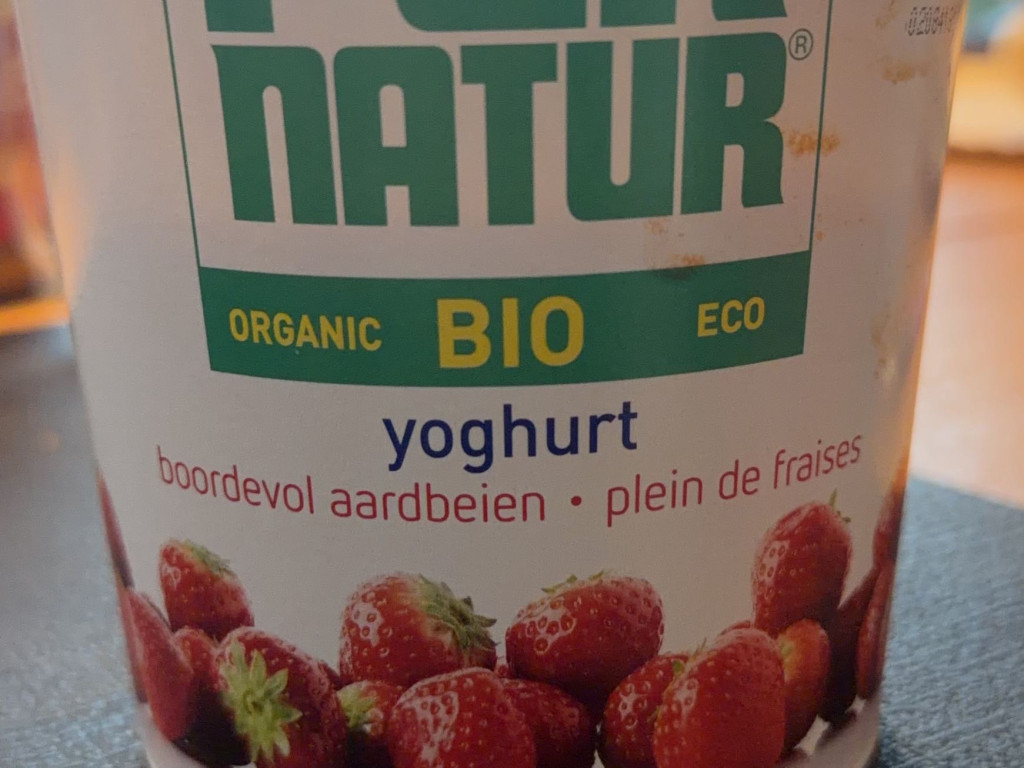 NATUR®
ORGANIC BIO ECO
yoghurt
boordevol aardbeien • plein de fraises